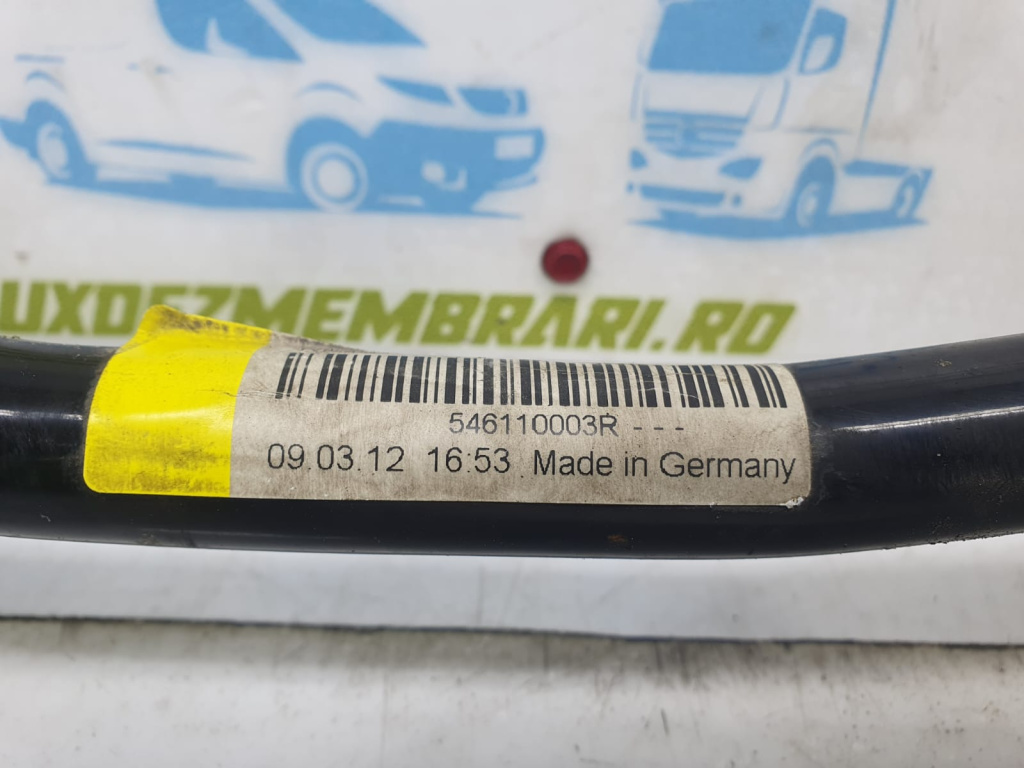 UXDEZMEMBRARI.RO
546110003R - - -
09.03.12 16:53 Made in Germany